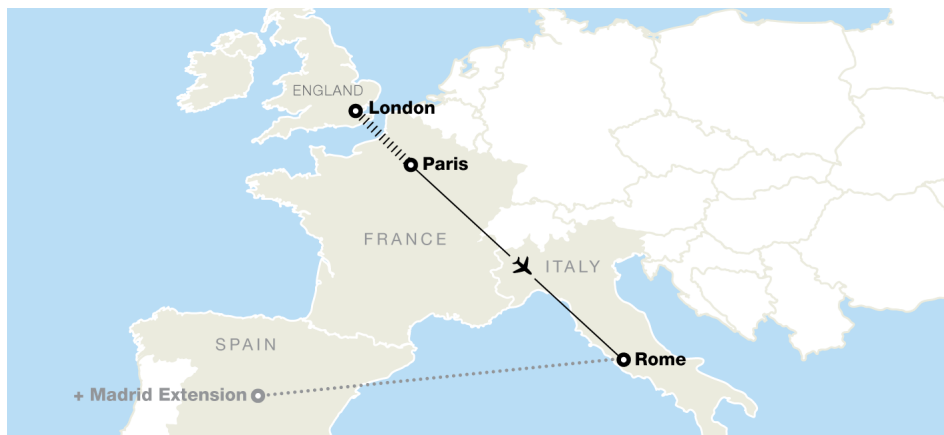 ENGLAND
London
Paris
FRANCE
ITALY
SPAIN
Rome
+ Madrid Extension